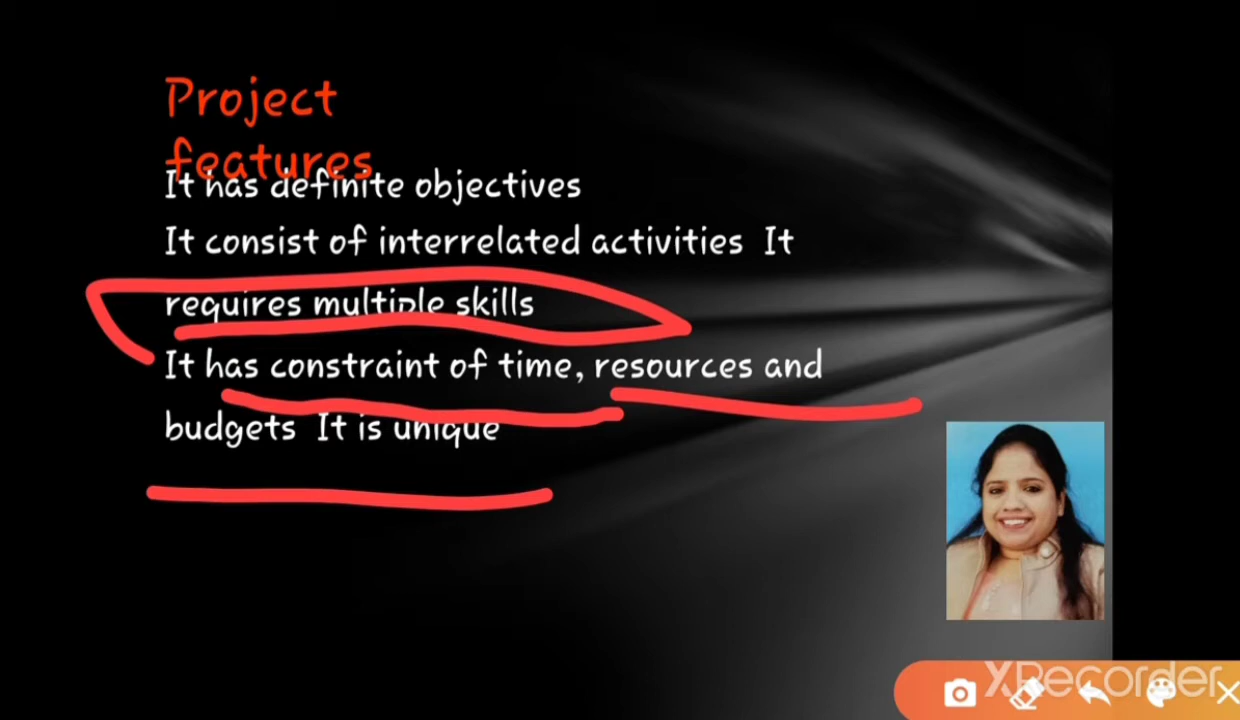 Project
features
It has definite objectives
It consist of interrelated activities It
requires multiple skills
It has constraint of time, resources and
budgets It is unique
XRecorder